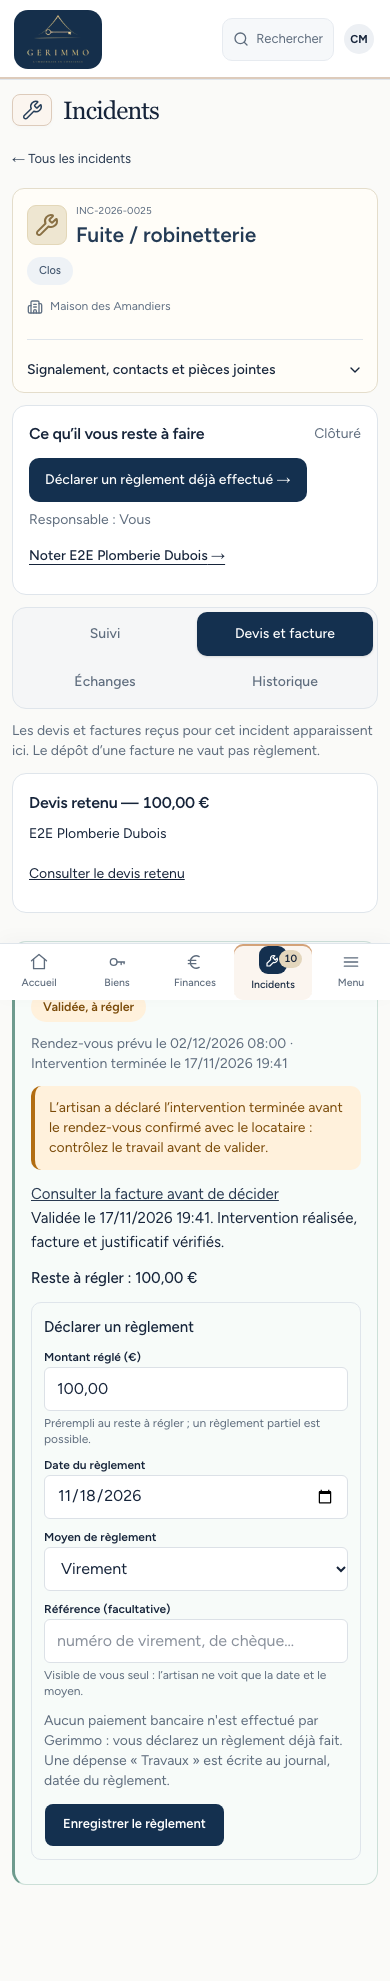 GERIMMO
Rechercher
CM
Incidents
← Tous les incidents
INC-2026-0025
Fuite / robinetterie
Clos
Maison des Amandiers
Signalement, contacts et pièces jointes
Ce qu’il vous reste à faire
Clôturé
Déclarer un règlement déjà effectué →
Responsable : Vous
Noter E2E Plomberie Dubois →
Suivi
Devis et facture
Échanges
Historique
Les devis et factures reçus pour cet incident apparaissent
ici. Le dépôt d’une facture ne vaut pas règlement.
Devis retenu — 100,00 €
E2E Plomberie Dubois
Consulter le devis retenu
Accueil
Biens
Finances
10
Incidents
Menu
Validée, à régler
Rendez-vous prévu le 02/12/2026 08:00 ·
Intervention terminée le 17/11/2026 19:41
L’artisan a déclaré l’intervention terminée avant
le rendez-vous confirmé avec le locataire :
contrôlez le travail avant de valider.
Consulter la facture avant de décider
Validée le 17/11/2026 19:41. Intervention réalisée,
facture et justificatif vérifiés.
Reste à régler : 100,00 €
Déclarer un règlement
Montant réglé (€)
100,00
Prérempli au reste à régler ; un règlement partiel est
possible.
Date du règlement
11/18/2026
Moyen de règlement
Virement
Référence (facultative)
numéro de virement, de chèque…
Visible de vous seul : l’artisan ne voit que la date et le
moyen.
Aucun paiement bancaire n'est effectué par
Gerimmo : vous déclarez un règlement déjà fait.
Une dépense « Travaux » est écrite au journal,
datée du règlement.
Enregistrer le règlement